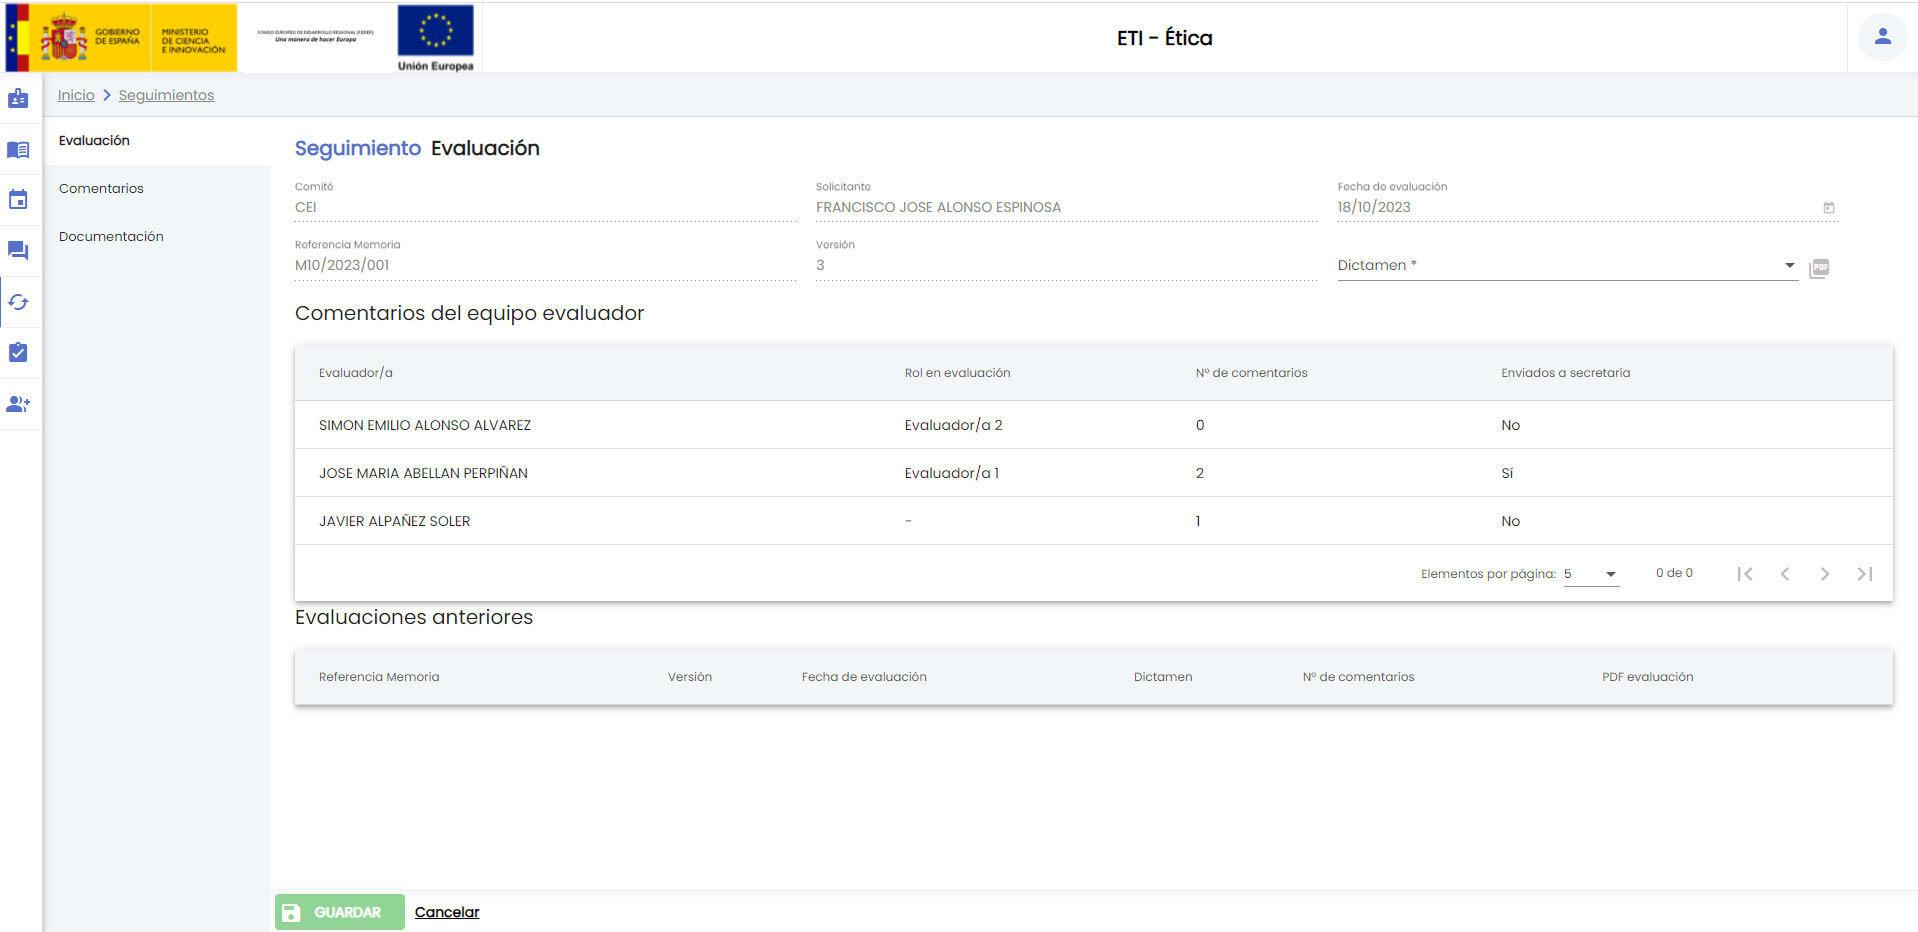 GOBIERNO
DE ESPAÑA
MINISTERIO
DE CIENCIA
E INNOVACIÓN
FONDO EUROPEO DE DESARROLLO REGIONAL (FEDER)
Una manera de hacer Europa
Unión Europea
ETI - Ética
Inicio Seguimientos
Evaluación
Comentarios
Documentación
Seguimiento Evaluación
Comité Solicitante Fecha de evaluación
CEI FRANCISCO JOSE ALONSO ESPINOSA 18/10/2023
Referencia Memoria Versión
M10/2023/001 3 Dictamen *
PDF
Comentarios del equipo evaluador
Evaluador/a Rol en evaluación Nº de comentarios Enviados a secretaría
SIMON EMILIO ALONSO ALVAREZ Evaluador/a 2 0 No
JOSE MARIA ABELLAN PERPIÑAN Evaluador/a 1 2 Sí
JAVIER ALPAÑEZ SOLER - 1 No
Elementos por página: 5 0 de 0
Evaluaciones anteriores
Referencia Memoria Versión Fecha de evaluación Dictamen Nº de comentarios PDF evaluación
GUARDAR Cancelar